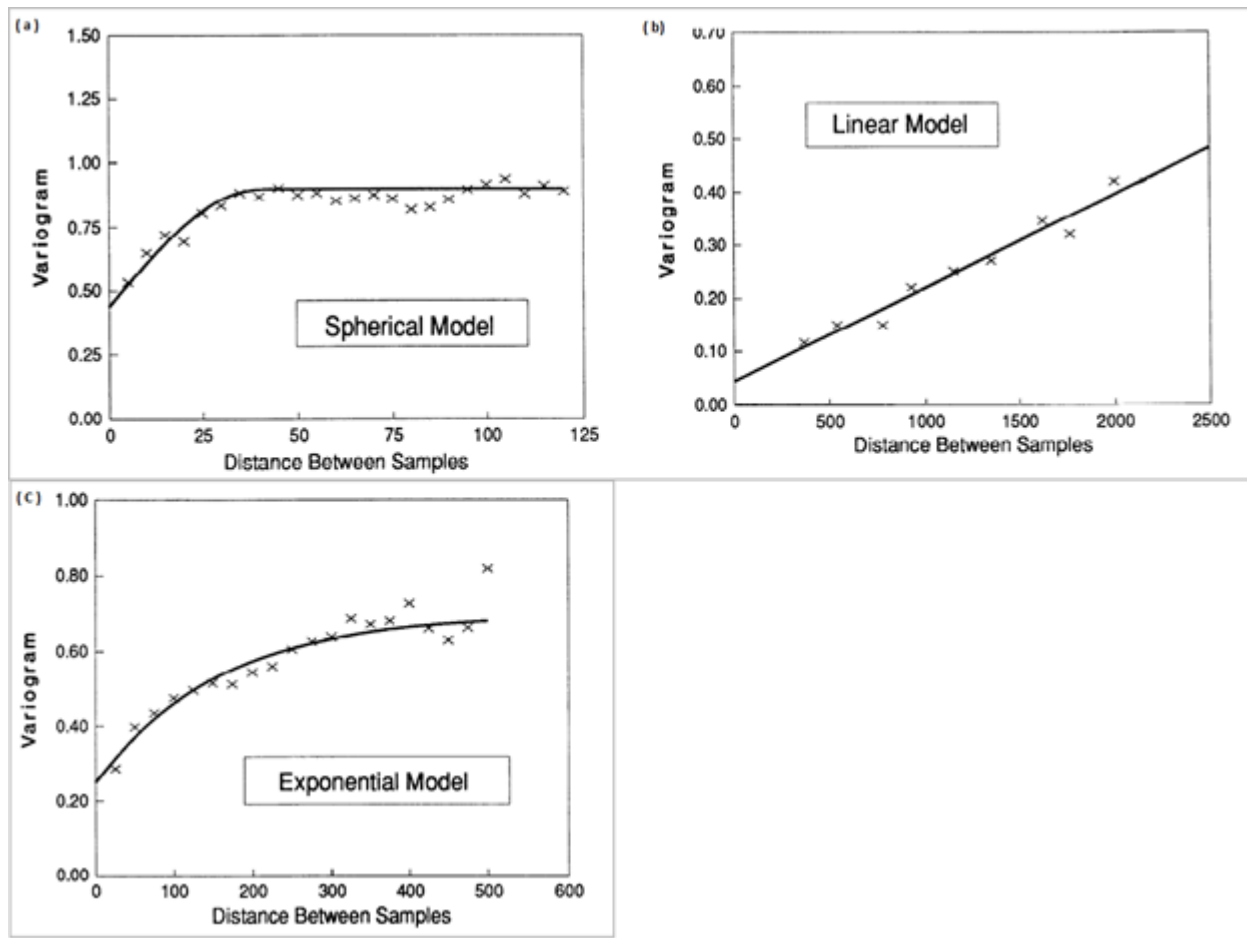 (a)
1.50
1.25
1.00
0.75
0.50
0.25
0.00
Variogram
Spherical Model
0 25 50 75 100 125
Distance Between Samples
(b)
0.70
0.60
0.50
0.40
0.30
0.20
0.10
0.00
Variogram
Linear Model
0 500 1000 1500 2000 2500
Distance Between Samples
(c)
1.00
0.80
0.60
0.40
0.20
0.00
Variogram
Exponential Model
0 100 200 300 400 500 600
Distance Between Samples